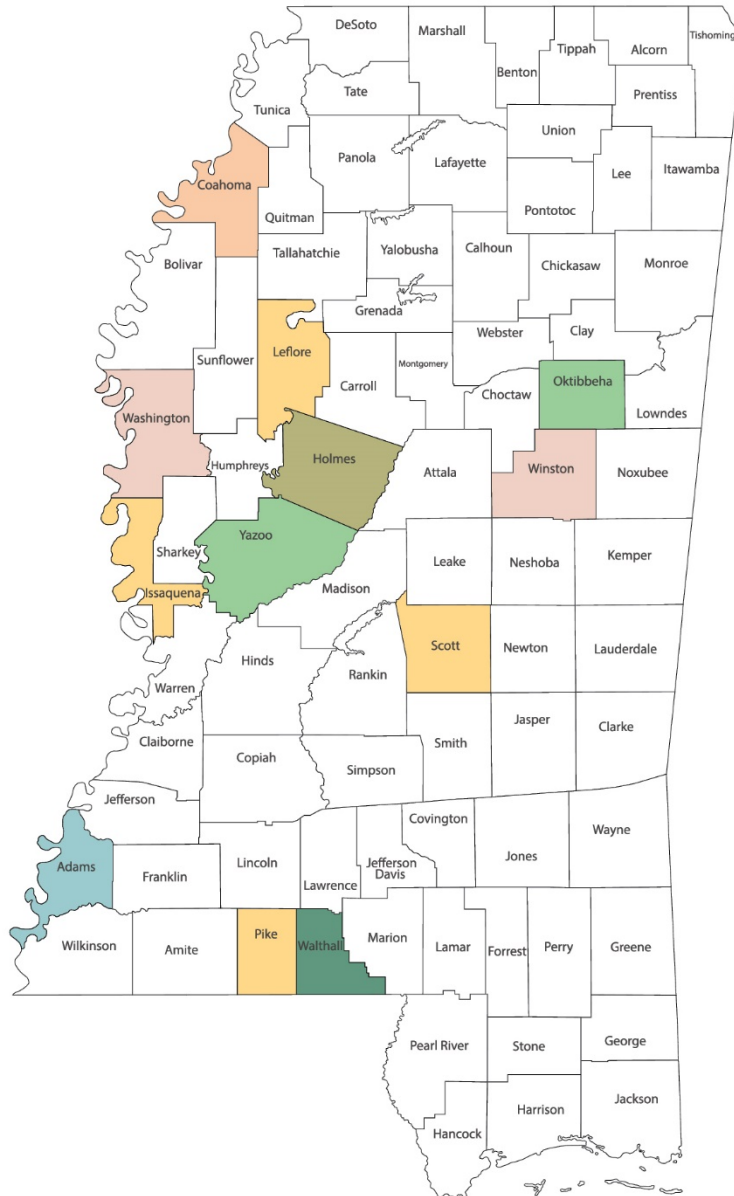 DeSoto
Marshall
Benton
Tippah
Alcorn
Tishoming
Tate
Prentiss
Tunica
Union
Panola
Lafayette
Lee
Itawamba
Coahoma
Quitman
Pontotoc
Bolivar
Tallahatchie
Yalobusha
Calhoun
Chickasaw
Monroe
Grenada
Webster
Clay
Leflore
Sunflower
Montgomery
Carroll
Oktibbeha
Choctaw
Washington
Lowndes
Holmes
Humphreys
Attala
Winston
Noxubee
Yazoo
Sharkey
Leake
Neshoba
Kemper
Madison
Issaquena
Scott
Newton
Lauderdale
Hinds
Rankin
Warren
Jasper
Clarke
Claiborne
Smith
Copiah
Simpson
Jefferson
Covington
Wayne
Adams
Lincoln
Jefferson
Davis
Jones
Franklin
Lawrence
Pike
Walthall
Marion
Lamar
Forrest
Perry
Greene
Wilkinson
Amite
Pearl River
Stone
George
Jackson
Harrison
Hancock